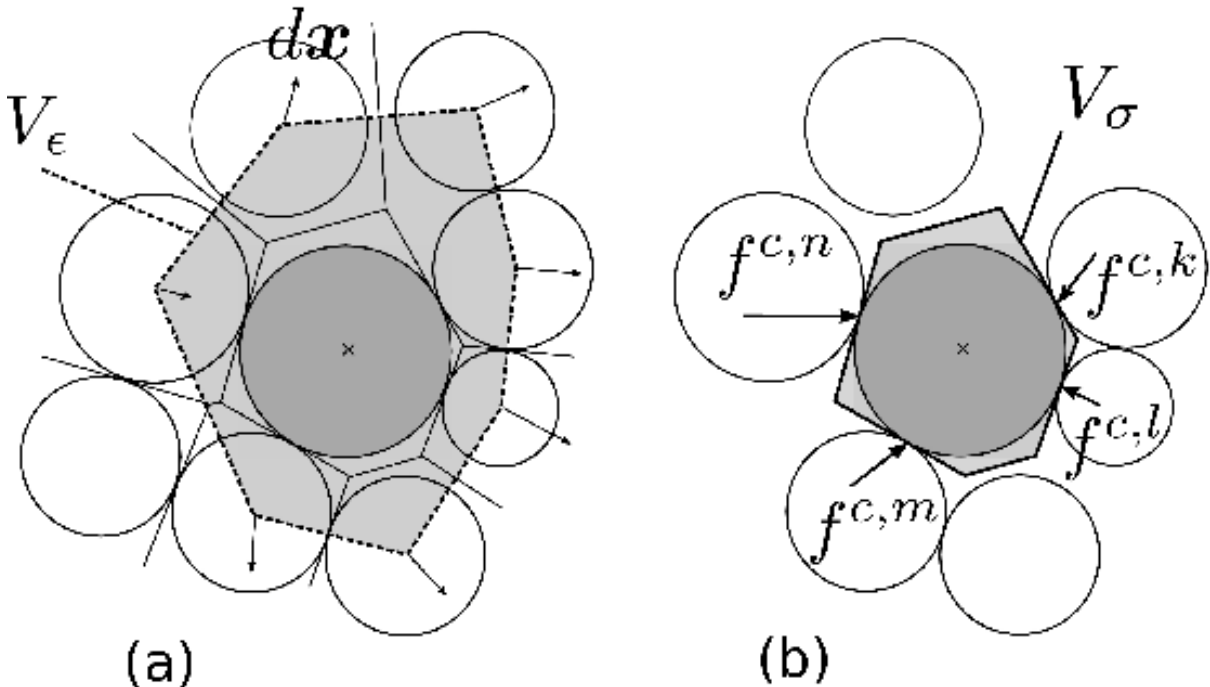 dx
V_ϵ
V_σ
f^{c,n}
f^{c,k}
f^{c,l}
f^{c,m}
(a)
(b)